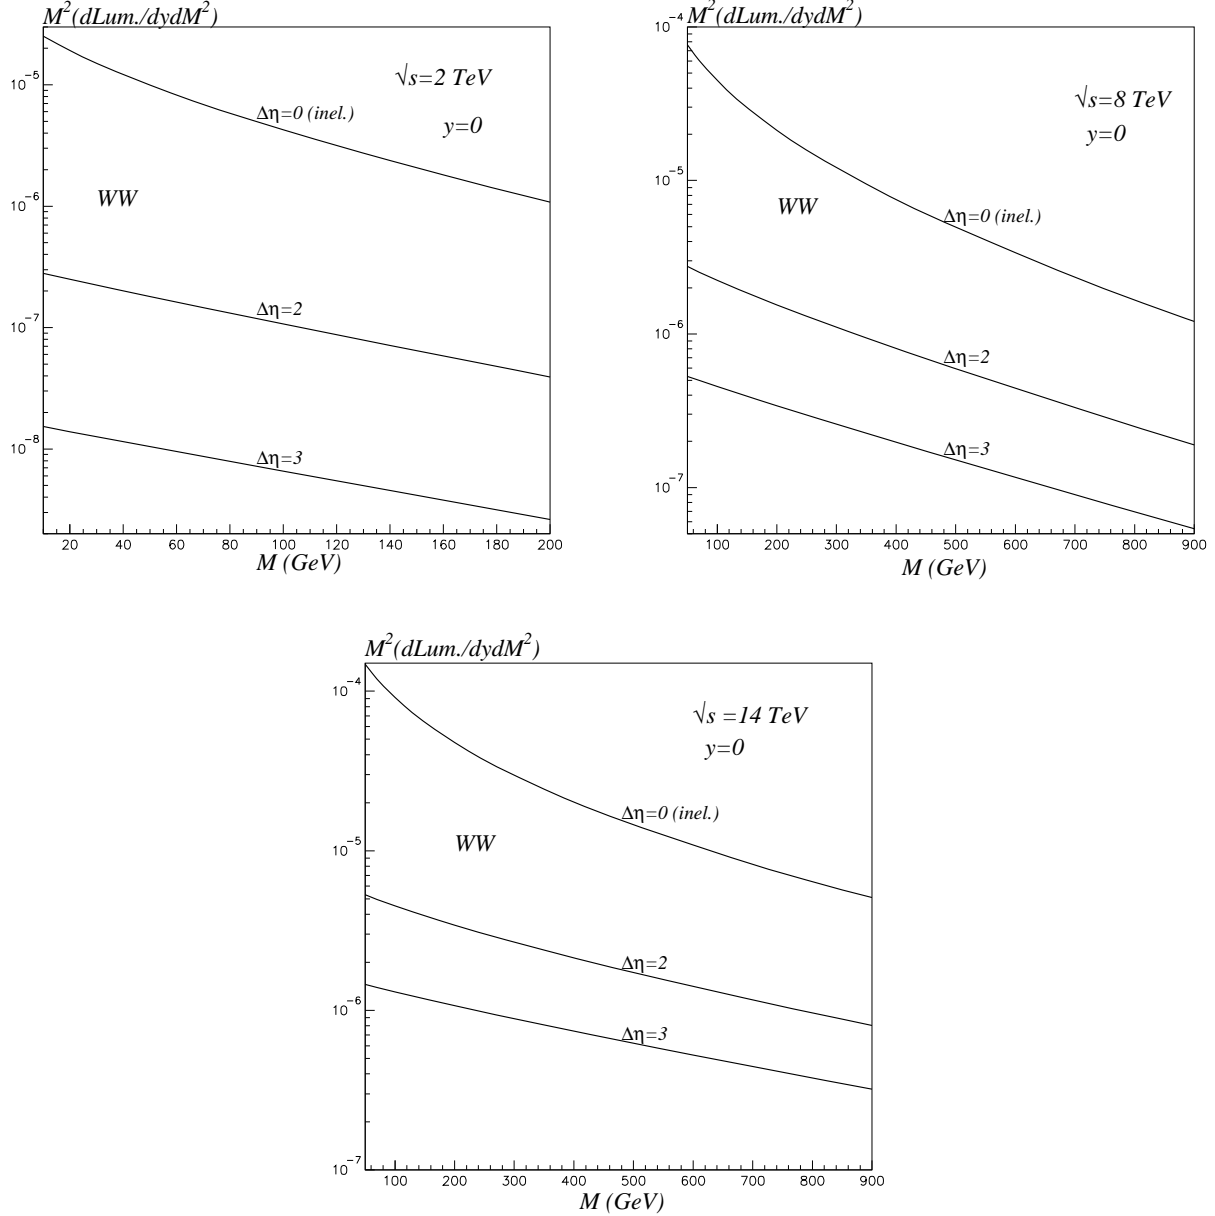 M²(dLum./dydM²)
√s=2 TeV
y=0
Δη=0 (inel.)
WW
Δη=2
Δη=3
10⁻⁵
10⁻⁶
10⁻⁷
10⁻⁸
20 40 60 80 100 120 140 160 180 200
M (GeV)
M²(dLum./dydM²)
√s=8 TeV
y=0
WW
Δη=0 (inel.)
Δη=2
Δη=3
10⁻⁴
10⁻⁵
10⁻⁶
10⁻⁷
100 200 300 400 500 600 700 800 900
M (GeV)
M²(dLum./dydM²)
√s =14 TeV
y=0
Δη=0 (inel.)
WW
Δη=2
Δη=3
10⁻⁴
10⁻⁵
10⁻⁶
10⁻⁷
100 200 300 400 500 600 700 800 900
M (GeV)